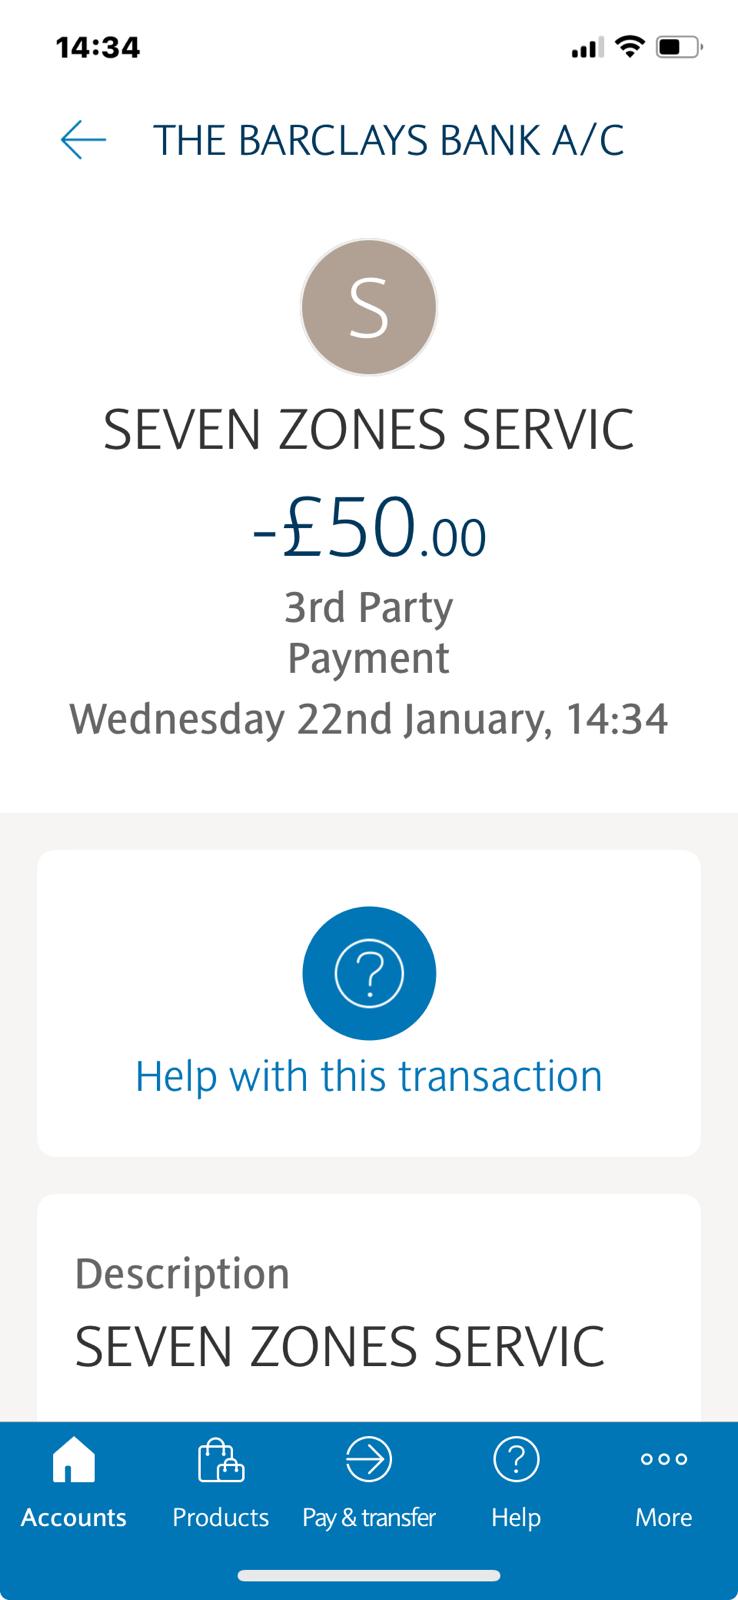 14:34
THE BARCLAYS BANK A/C
S
SEVEN ZONES SERVIC
-£50.00
3rd Party
Payment
Wednesday 22nd January, 14:34
?
Help with this transaction
Description
SEVEN ZONES SERVIC
?
Accounts Products Pay & transfer Help More